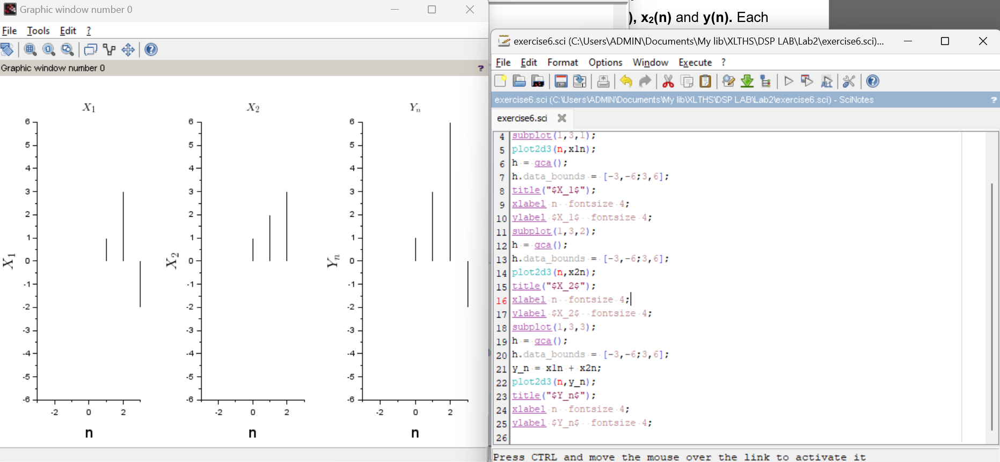 Graphic window number 0
File Tools Edit ?
Graphic window number 0 ?
X1 X2 Yn
6 6 6
5 5 5
4 4 4
3 3 3
2 2 2
1 1 1
X1 0 X2 0 Yn 0
-1 -1 -1
-2 -2 -2
-3 -3 -3
-4 -4 -4
-5 -5 -5
-6 -6 -6
-2 0 2 -2 0 2 -2 0 2
n n n
), x2(n) and y(n). Each
exercise6.sci (C:\Users\ADMIN\Documents\My lib\XLTHS\DSP LAB\Lab2\exercise6.sci)...
File Edit Format Options Window Execute ?
exercise6.sci (C:\Users\ADMIN\Documents\My lib\XLTHS\DSP LAB\Lab2\exercise6.sci) - SciNotes ?
exercise6.sci
4 subplot(1,3,1);
5 plot2d3(n,x1n);
6 h = gca();
7 h.data_bounds = [-3,-6;3,6];
8 title("$X_1$");
9 xlabel n fontsize 4;
10 ylabel $X_1$ fontsize 4;
11 subplot(1,3,2);
12 h = gca();
13 h.data_bounds = [-3,-6;3,6];
14 plot2d3(n,x2n);
15 title("$X_2$");
16 xlabel n fontsize 4;
17 ylabel $X_2$ fontsize 4;
18 subplot(1,3,3);
19 h = gca();
20 h.data_bounds = [-3,-6;3,6];
21 y_n = x1n + x2n;
22 plot2d3(n,y_n);
23 title("$Y_n$");
24 xlabel n fontsize 4;
25 ylabel $Y_n$ fontsize 4;
26
Press CTRL and move the mouse over the link to activate it